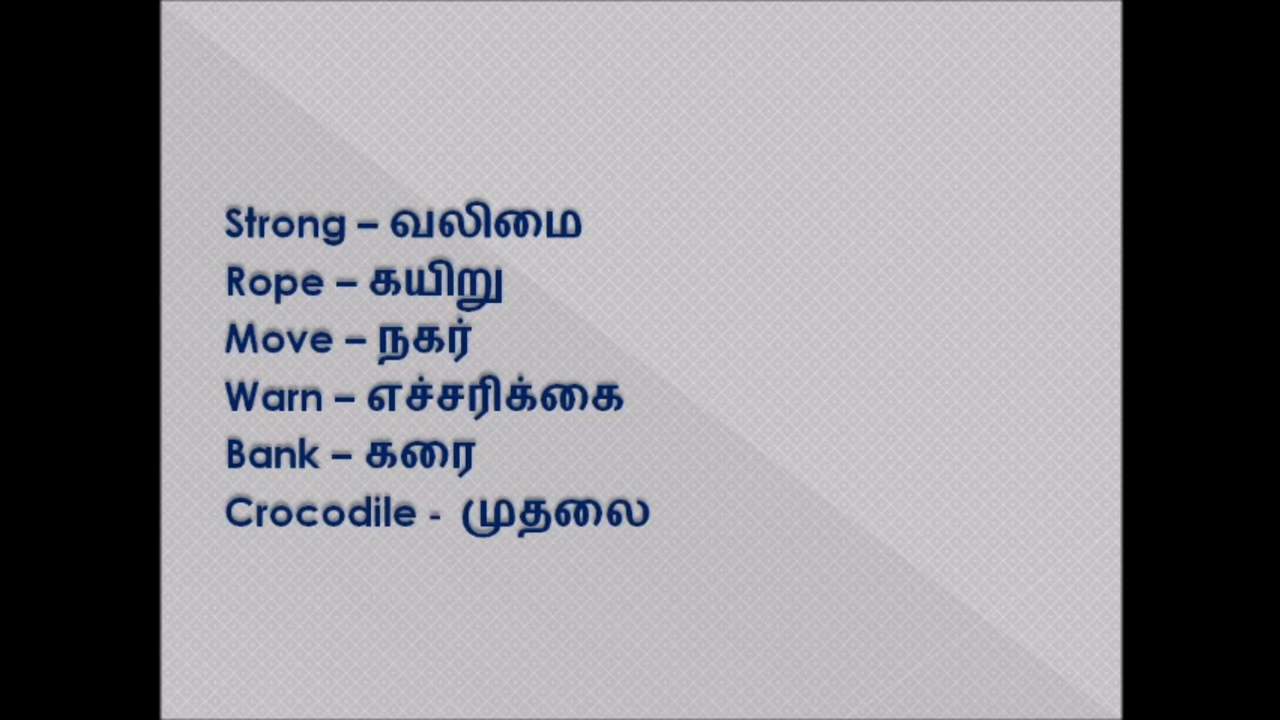 Strong – வலிமை
Rope – கயிறு
Move – நகர்
Warn – எச்சரிக்கை
Bank – கரை
Crocodile - முதலை